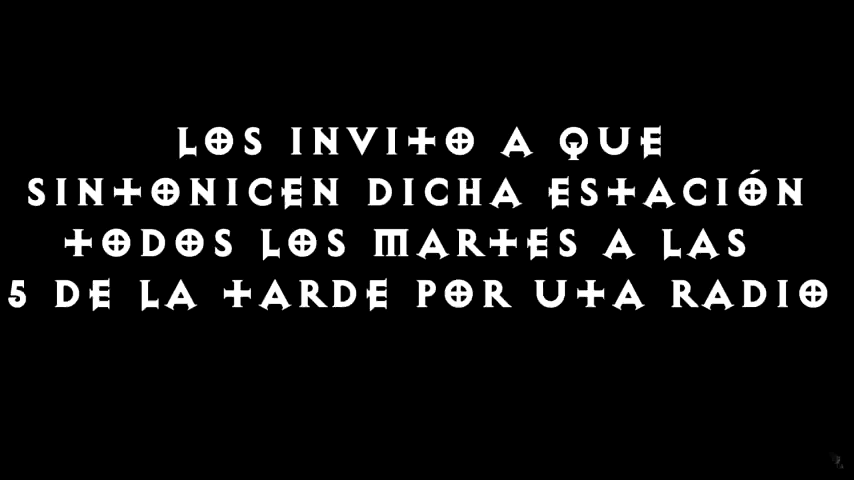 LOS INVITO A QUE
SINTONICEN DICHA ESTACIÓN
TODOS LOS MARTES A LAS
5 DE LA TARDE POR UTA RADIO